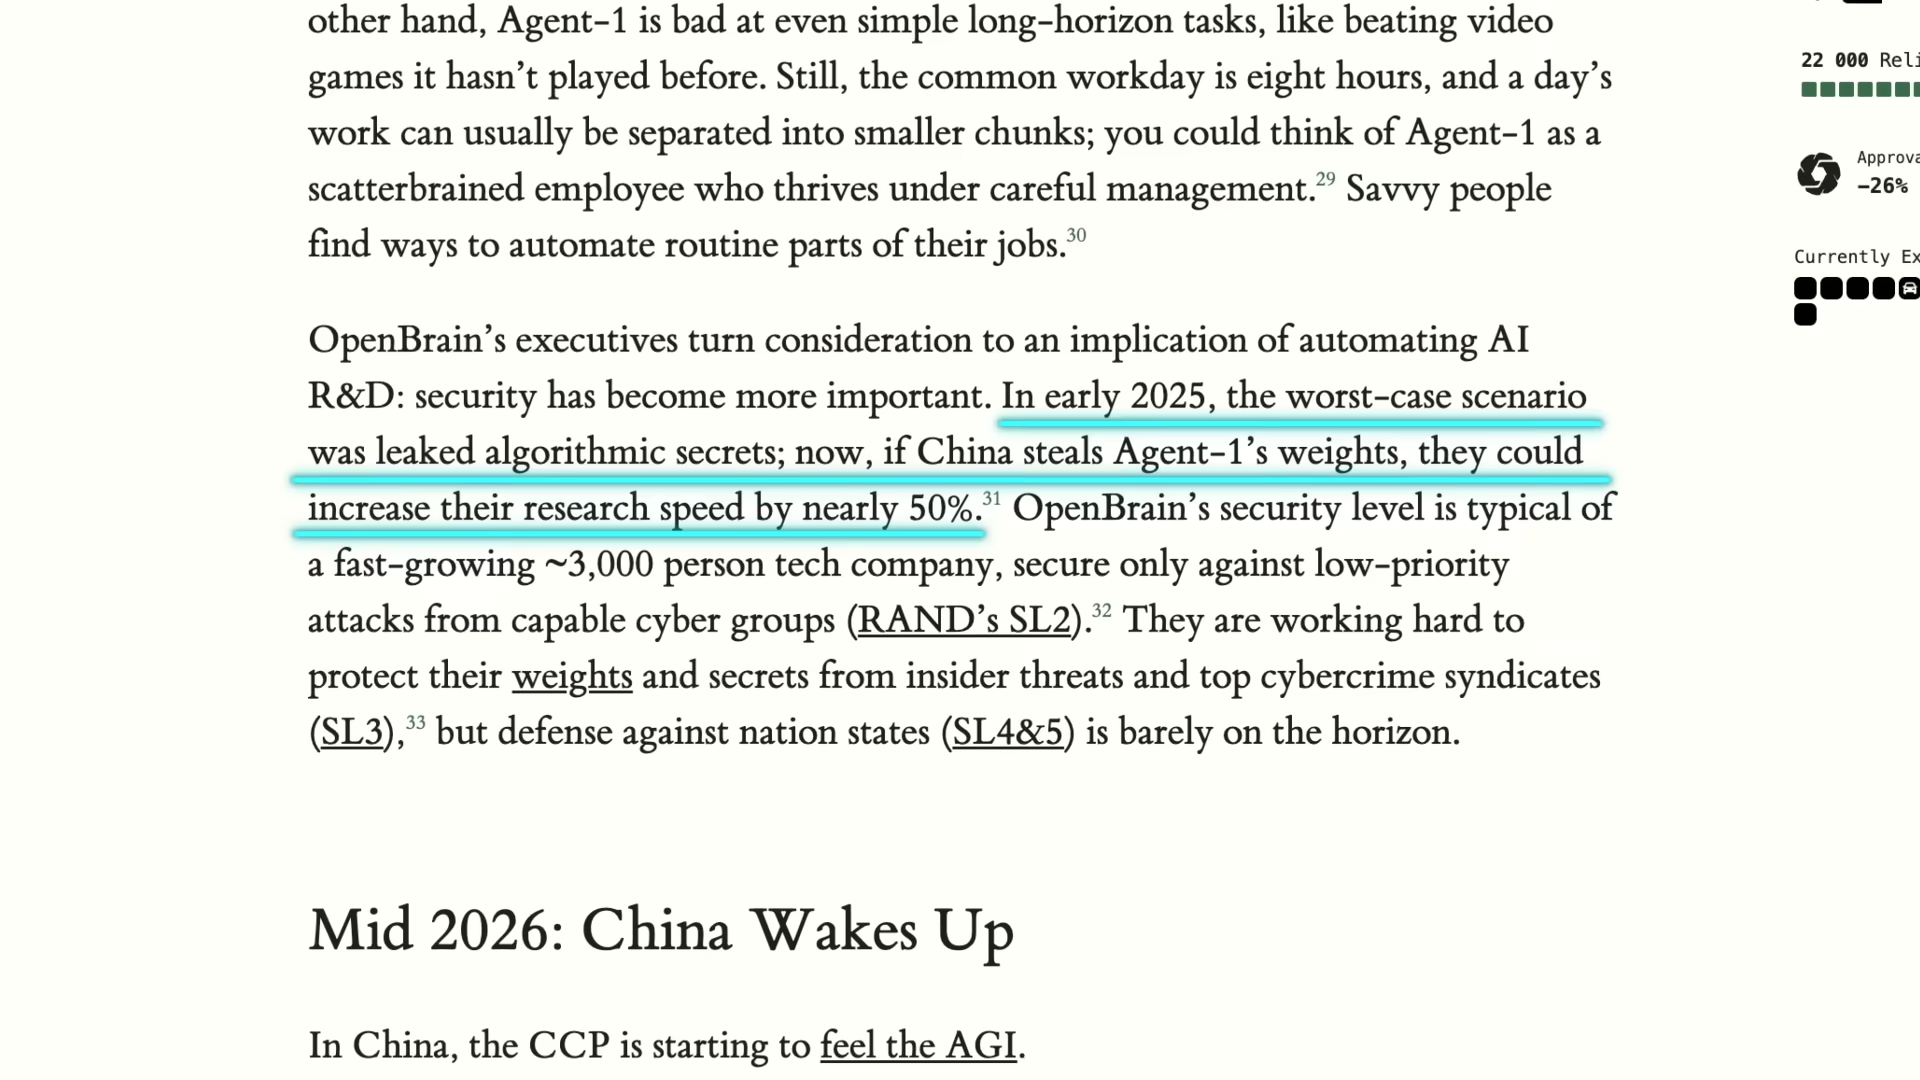 other hand, Agent-1 is bad at even simple long-horizon tasks, like beating video
games it hasn’t played before. Still, the common workday is eight hours, and a day’s
work can usually be separated into smaller chunks; you could think of Agent-1 as a
scatterbrained employee who thrives under careful management.29 Savvy people
find ways to automate routine parts of their jobs.30
OpenBrain’s executives turn consideration to an implication of automating AI
R&D: security has become more important. In early 2025, the worst-case scenario
was leaked algorithmic secrets; now, if China steals Agent-1’s weights, they could
increase their research speed by nearly 50%.31 OpenBrain’s security level is typical of
a fast-growing ~3,000 person tech company, secure only against low-priority
attacks from capable cyber groups (RAND’s SL2).32 They are working hard to
protect their weights and secrets from insider threats and top cybercrime syndicates
(SL3),33 but defense against nation states (SL4&5) is barely on the horizon.
Mid 2026: China Wakes Up
In China, the CCP is starting to feel the AGI.
22 000 Reli
Approva
-26%
Currently Ex